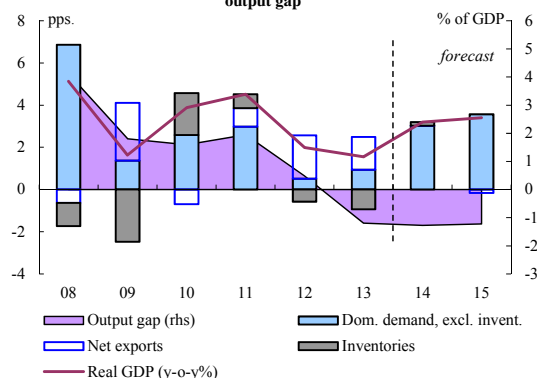 output gap
pps. % of GDP
8 6
forecast
5
6
4
4 3
2
2 1
0 0
-1
-2
-2
-4 -3
08 09 10 11 12 13 14 15
Output gap (rhs) Dom. demand, excl. invent.
Net exports Inventories
Real GDP (y-o-y%)